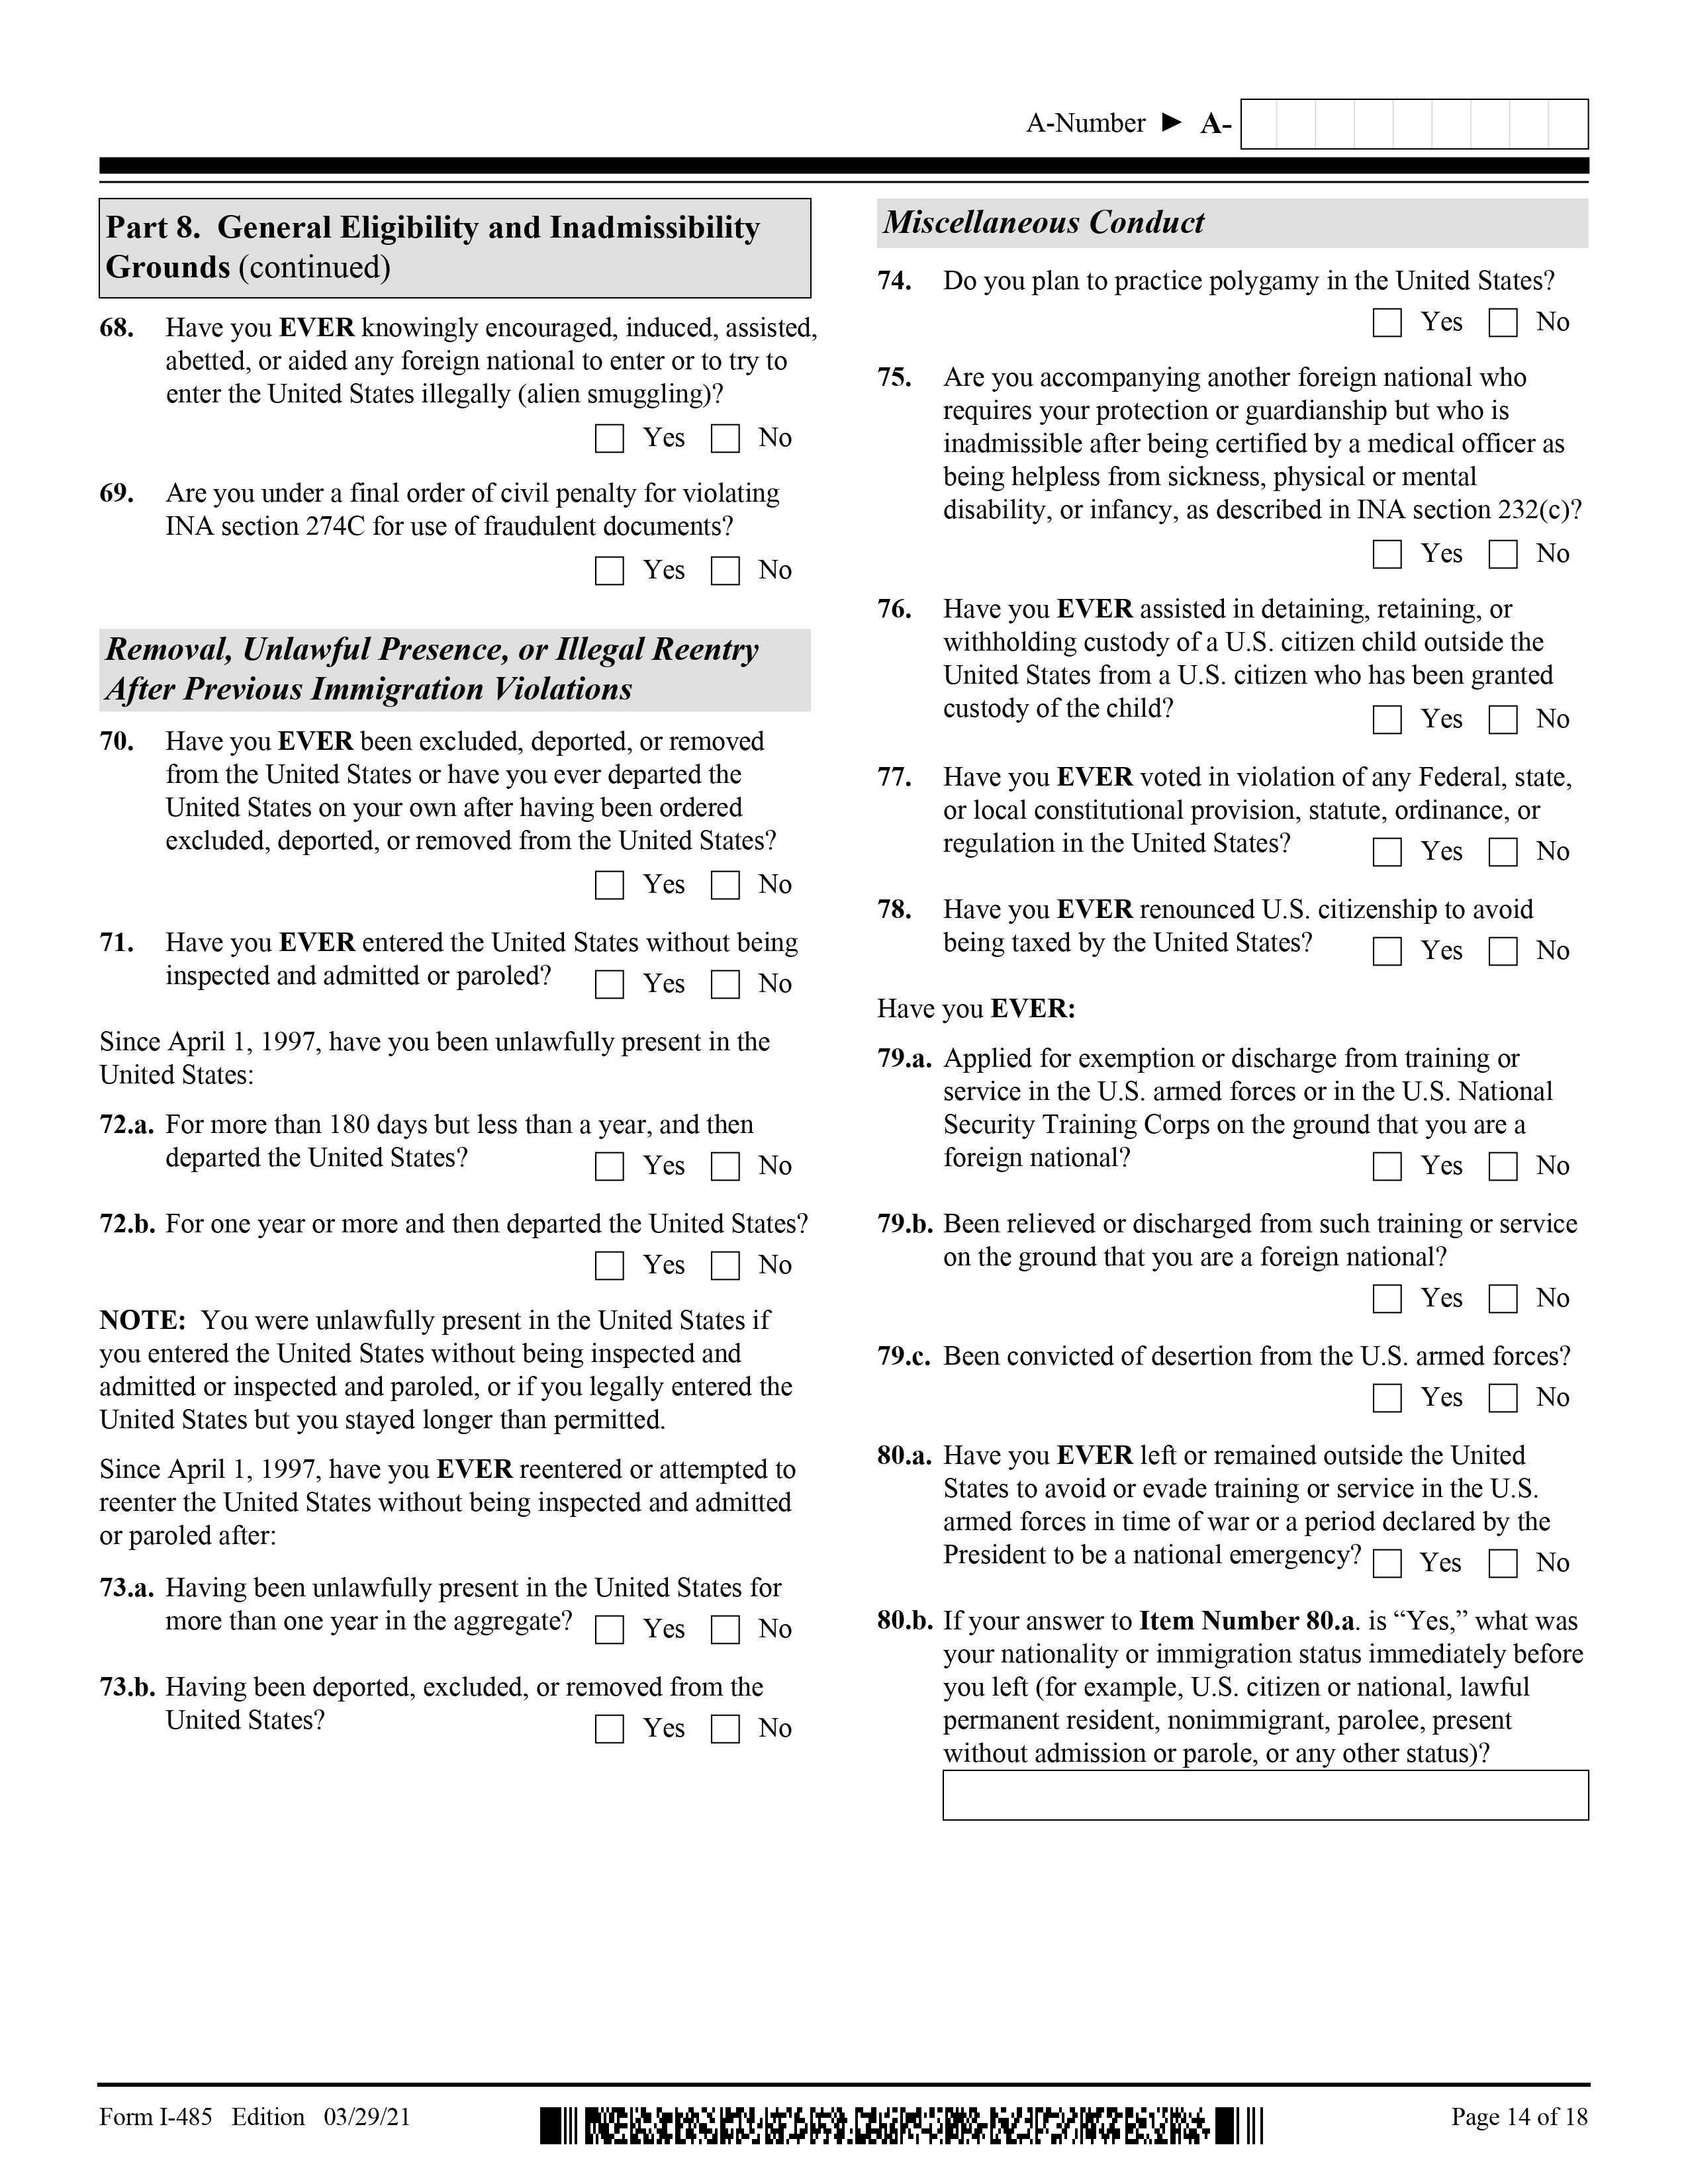 A-Number ► A-
Part 8. General Eligibility and Inadmissibility
Grounds (continued)
68. Have you EVER knowingly encouraged, induced, assisted,
abetted, or aided any foreign national to enter or to try to
enter the United States illegally (alien smuggling)?
Yes No
69. Are you under a final order of civil penalty for violating
INA section 274C for use of fraudulent documents?
Yes No
Removal, Unlawful Presence, or Illegal Reentry
After Previous Immigration Violations
70. Have you EVER been excluded, deported, or removed
from the United States or have you ever departed the
United States on your own after having been ordered
excluded, deported, or removed from the United States?
Yes No
71. Have you EVER entered the United States without being
inspected and admitted or paroled? Yes No
Since April 1, 1997, have you been unlawfully present in the
United States:
72.a. For more than 180 days but less than a year, and then
departed the United States? Yes No
72.b. For one year or more and then departed the United States?
Yes No
NOTE: You were unlawfully present in the United States if
you entered the United States without being inspected and
admitted or inspected and paroled, or if you legally entered the
United States but you stayed longer than permitted.
Since April 1, 1997, have you EVER reentered or attempted to
reenter the United States without being inspected and admitted
or paroled after:
73.a. Having been unlawfully present in the United States for
more than one year in the aggregate? Yes No
73.b. Having been deported, excluded, or removed from the
United States? Yes No
Miscellaneous Conduct
74. Do you plan to practice polygamy in the United States?
Yes No
75. Are you accompanying another foreign national who
requires your protection or guardianship but who is
inadmissible after being certified by a medical officer as
being helpless from sickness, physical or mental
disability, or infancy, as described in INA section 232(c)?
Yes No
76. Have you EVER assisted in detaining, retaining, or
withholding custody of a U.S. citizen child outside the
United States from a U.S. citizen who has been granted
custody of the child? Yes No
77. Have you EVER voted in violation of any Federal, state,
or local constitutional provision, statute, ordinance, or
regulation in the United States? Yes No
78. Have you EVER renounced U.S. citizenship to avoid
being taxed by the United States? Yes No
Have you EVER:
79.a. Applied for exemption or discharge from training or
service in the U.S. armed forces or in the U.S. National
Security Training Corps on the ground that you are a
foreign national? Yes No
79.b. Been relieved or discharged from such training or service
on the ground that you are a foreign national?
Yes No
79.c. Been convicted of desertion from the U.S. armed forces?
Yes No
80.a. Have you EVER left or remained outside the United
States to avoid or evade training or service in the U.S.
armed forces in time of war or a period declared by the
President to be a national emergency? Yes No
80.b. If your answer to Item Number 80.a. is “Yes,” what was
your nationality or immigration status immediately before
you left (for example, U.S. citizen or national, lawful
permanent resident, nonimmigrant, parolee, present
without admission or parole, or any other status)?
Form I-485 Edition 03/29/21
Page 14 of 18